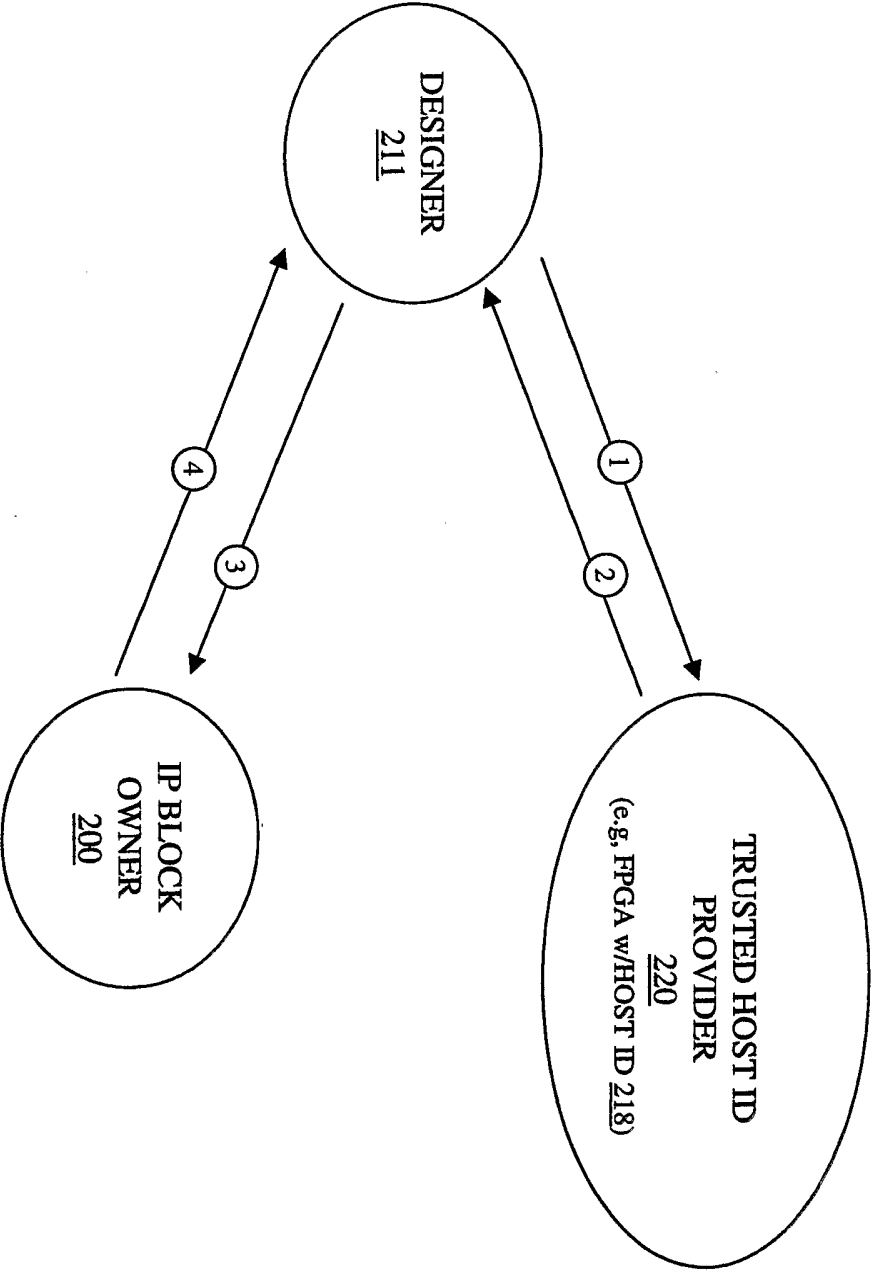 TRUSTED HOST ID
PROVIDER
220
(e.g, FPGA w/HOST ID 218)
1
2
DESIGNER
211
3
4
IP BLOCK
OWNER
200